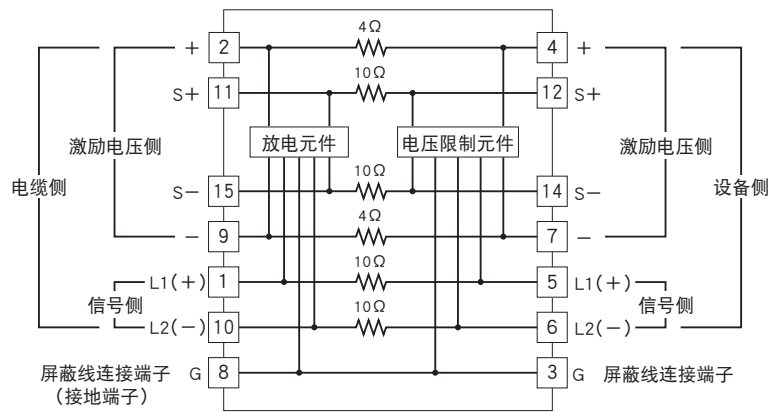 4Ω
+ 2 4 +
10Ω
S+ 11 12 S+
激励电压侧 放电元件 电压限制元件 激励电压侧
电缆侧 设备侧
10Ω
S− 15 14 S−
4Ω
− 9 7 −
10Ω
L1(+) 1 5 L1(+)
信号侧 信号侧
10Ω
L2(−) 10 6 L2(−)
屏蔽线连接端子 G 8 3 G 屏蔽线连接端子
(接地端子)